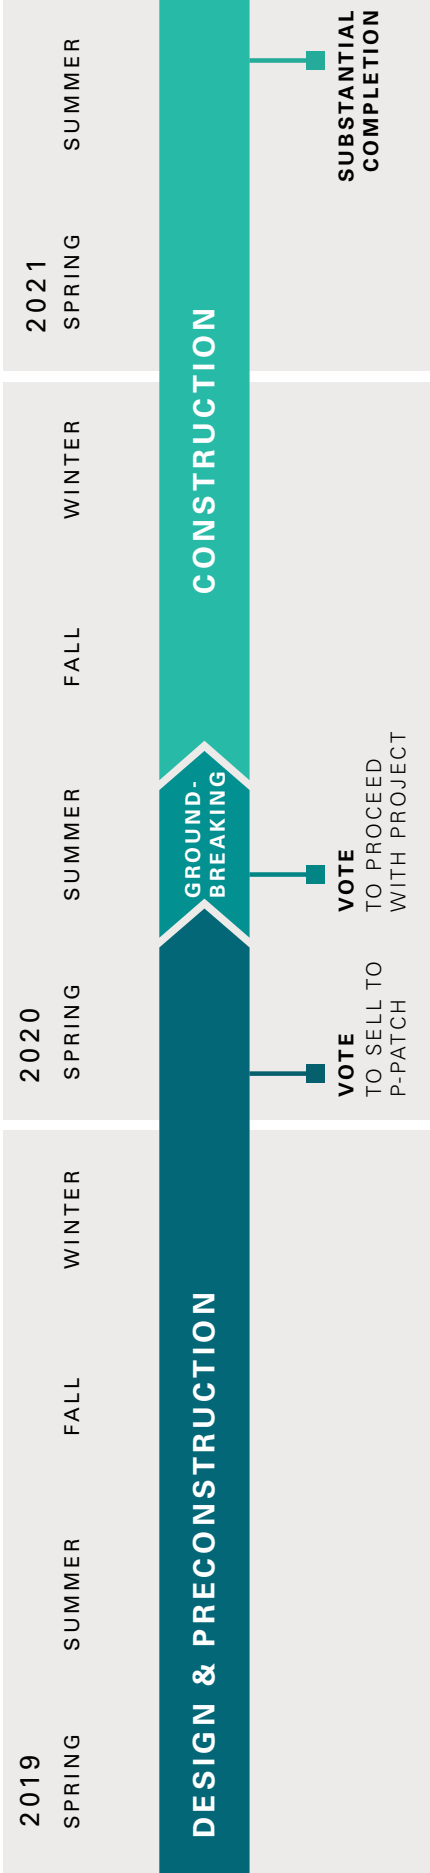 2019
SPRING
SUMMER
FALL
WINTER
2020
SPRING
SUMMER
FALL
WINTER
2021
SPRING
SUMMER
DESIGN & PRECONSTRUCTION
GROUND-
BREAKING
CONSTRUCTION
VOTE
TO SELL TO
P-PATCH
VOTE
TO PROCEED
WITH PROJECT
SUBSTANTIAL
COMPLETION